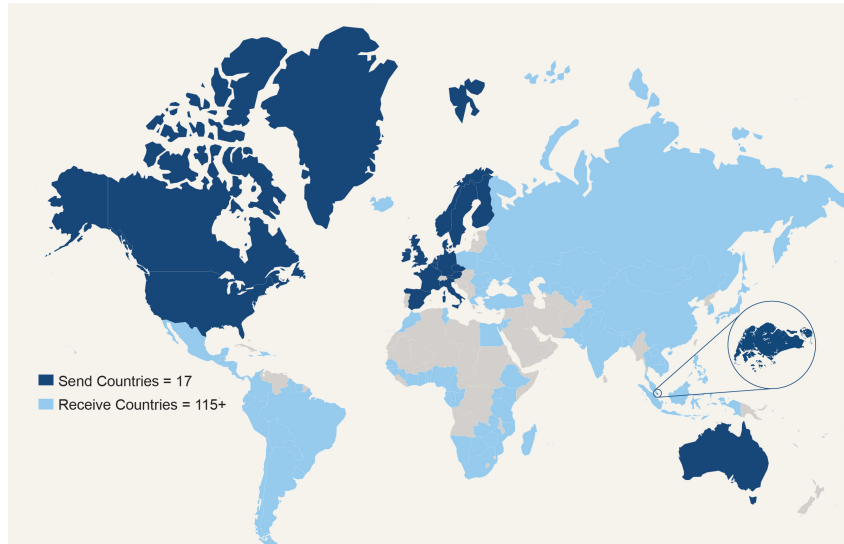 Send Countries = 17
Receive Countries = 115+